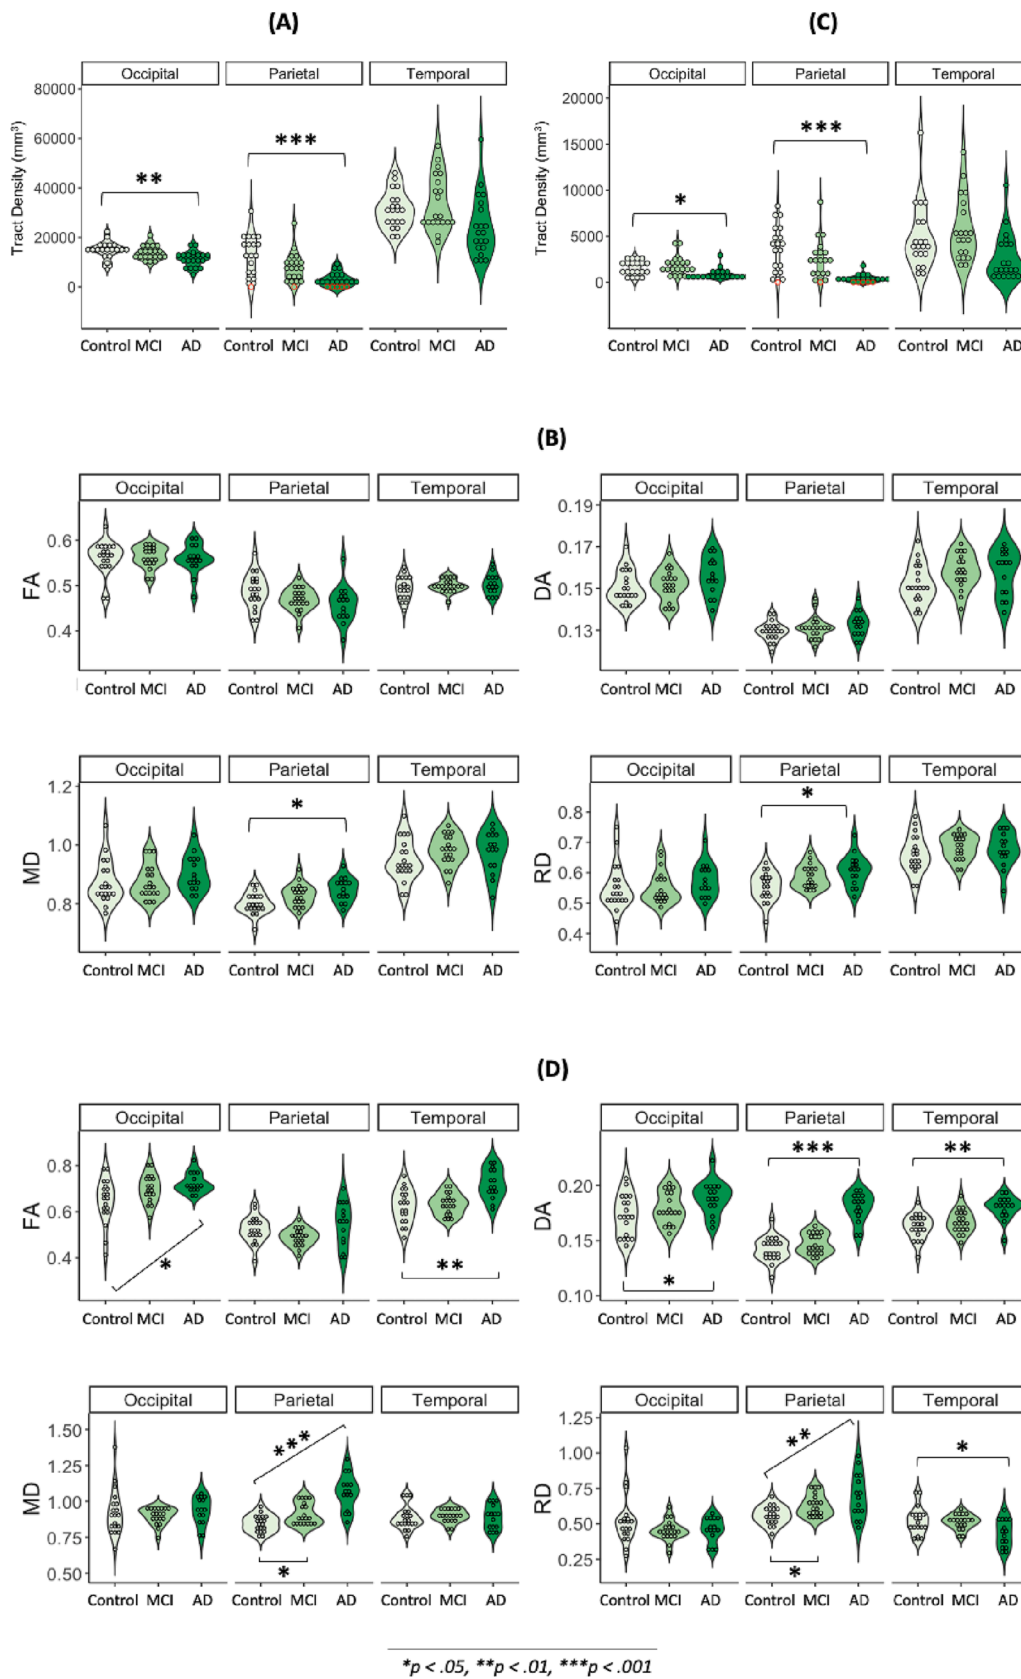 (A) (C)
Occipital Parietal Temporal Occipital Parietal Temporal
Tract Density (mm³) Tract Density (mm³)
80000
60000
40000
20000
0
20000
15000
10000
5000
0
** *** * ***
Control MCI AD Control MCI AD Control MCI AD Control MCI AD Control MCI AD Control MCI AD
(B)
Occipital Parietal Temporal Occipital Parietal Temporal
FA DA
0.6
0.5
0.4
0.19
0.17
0.15
0.13
Control MCI AD Control MCI AD Control MCI AD Control MCI AD Control MCI AD Control MCI AD
Occipital Parietal Temporal Occipital Parietal Temporal
MD RD
1.2
1.0
0.8
0.8
0.7
0.6
0.5
0.4
* *
Control MCI AD Control MCI AD Control MCI AD Control MCI AD Control MCI AD Control MCI AD
(D)
Occipital Parietal Temporal Occipital Parietal Temporal
FA DA
0.8
0.6
0.4
0.20
0.15
0.10
* ** * *** **
Control MCI AD Control MCI AD Control MCI AD Control MCI AD Control MCI AD Control MCI AD
Occipital Parietal Temporal Occipital Parietal Temporal
MD RD
1.50
1.25
1.00
0.75
0.50
1.25
1.00
0.75
0.50
0.25
*** * ** * *
Control MCI AD Control MCI AD Control MCI AD Control MCI AD Control MCI AD Control MCI AD
*p < .05, **p < .01, ***p < .001